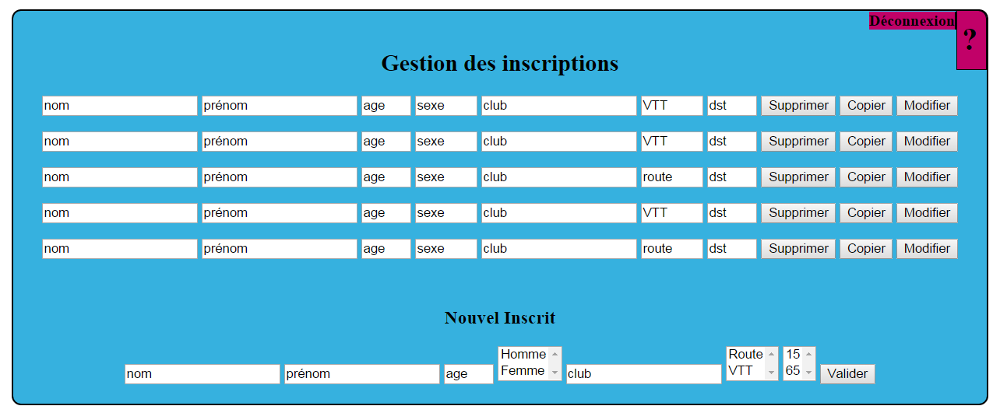 Déconnexion ?
Gestion des inscriptions
nom prénom age sexe club VTT dst Supprimer Copier Modifier
nom prénom age sexe club VTT dst Supprimer Copier Modifier
nom prénom age sexe club route dst Supprimer Copier Modifier
nom prénom age sexe club VTT dst Supprimer Copier Modifier
nom prénom age sexe club route dst Supprimer Copier Modifier
Nouvel Inscrit
Homme Route 15
Femme VTT 65
nom prénom age club Valider